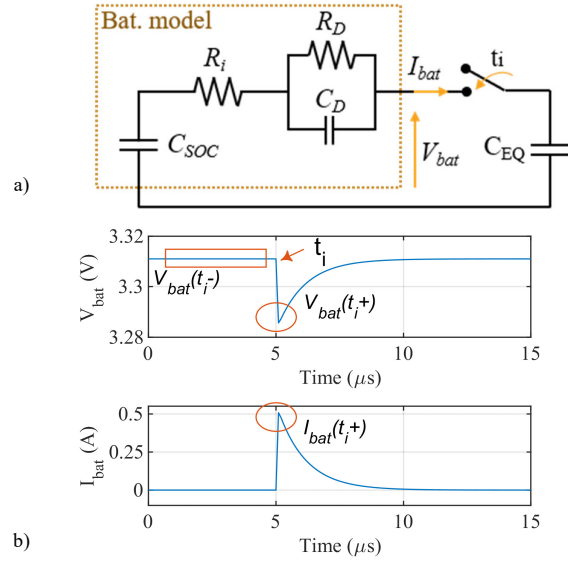 Bat. model
R_D
R_i
I_bat
t_i
C_D
C_SOC
V_bat
C_EQ
a)
3.31
3.3
3.28
V_bat (V)
t_i
V_bat(t_i-)
V_bat(t_i+)
0
5
10
15
Time (μs)
0.5
0.25
0
I_bat (A)
I_bat(t_i+)
0
5
10
15
Time (μs)
b)